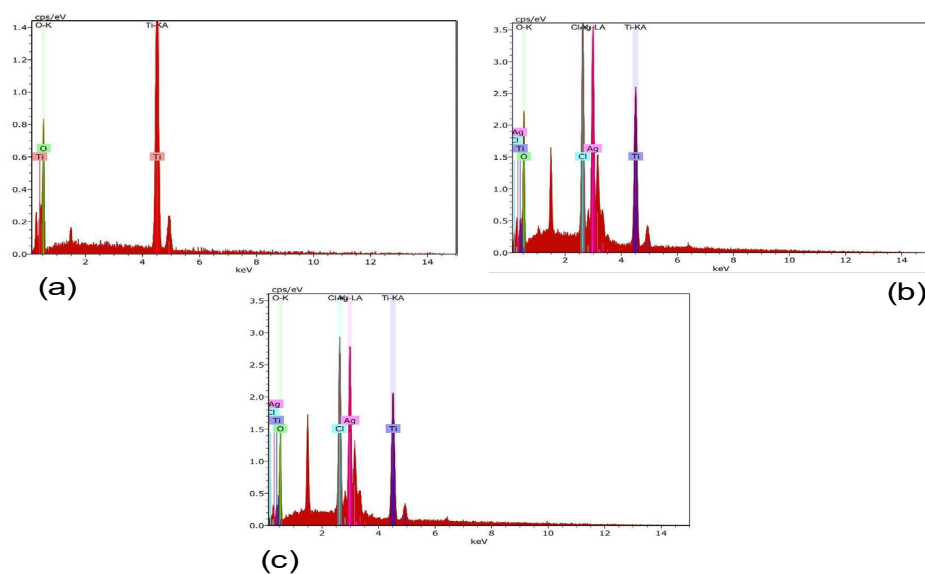 cps/eV
O-K Ti-KA
1.4
1.2
1.0
0.8
O
0.6 Ti Ti
0.4
0.2
0.0
2 4 6 8 10 12 14
keV
(a)
cps/eV
O-K Ag-LA Ti-KA
3.5
3.0
2.5
2.0
Ag
Cl
Ti
1.5 O Cl Ag Ti
1.0
0.5
0.0
2 4 6 8 10 12 14
keV
(b)
cps/eV
O-K Ag-LA Ti-KA
3.5
3.0
2.5
2.0
Ag
Cl
Ti
1.5 O Cl Ag Ti
1.0
0.5
0.0
2 4 6 8 10 12 14
keV
(c)